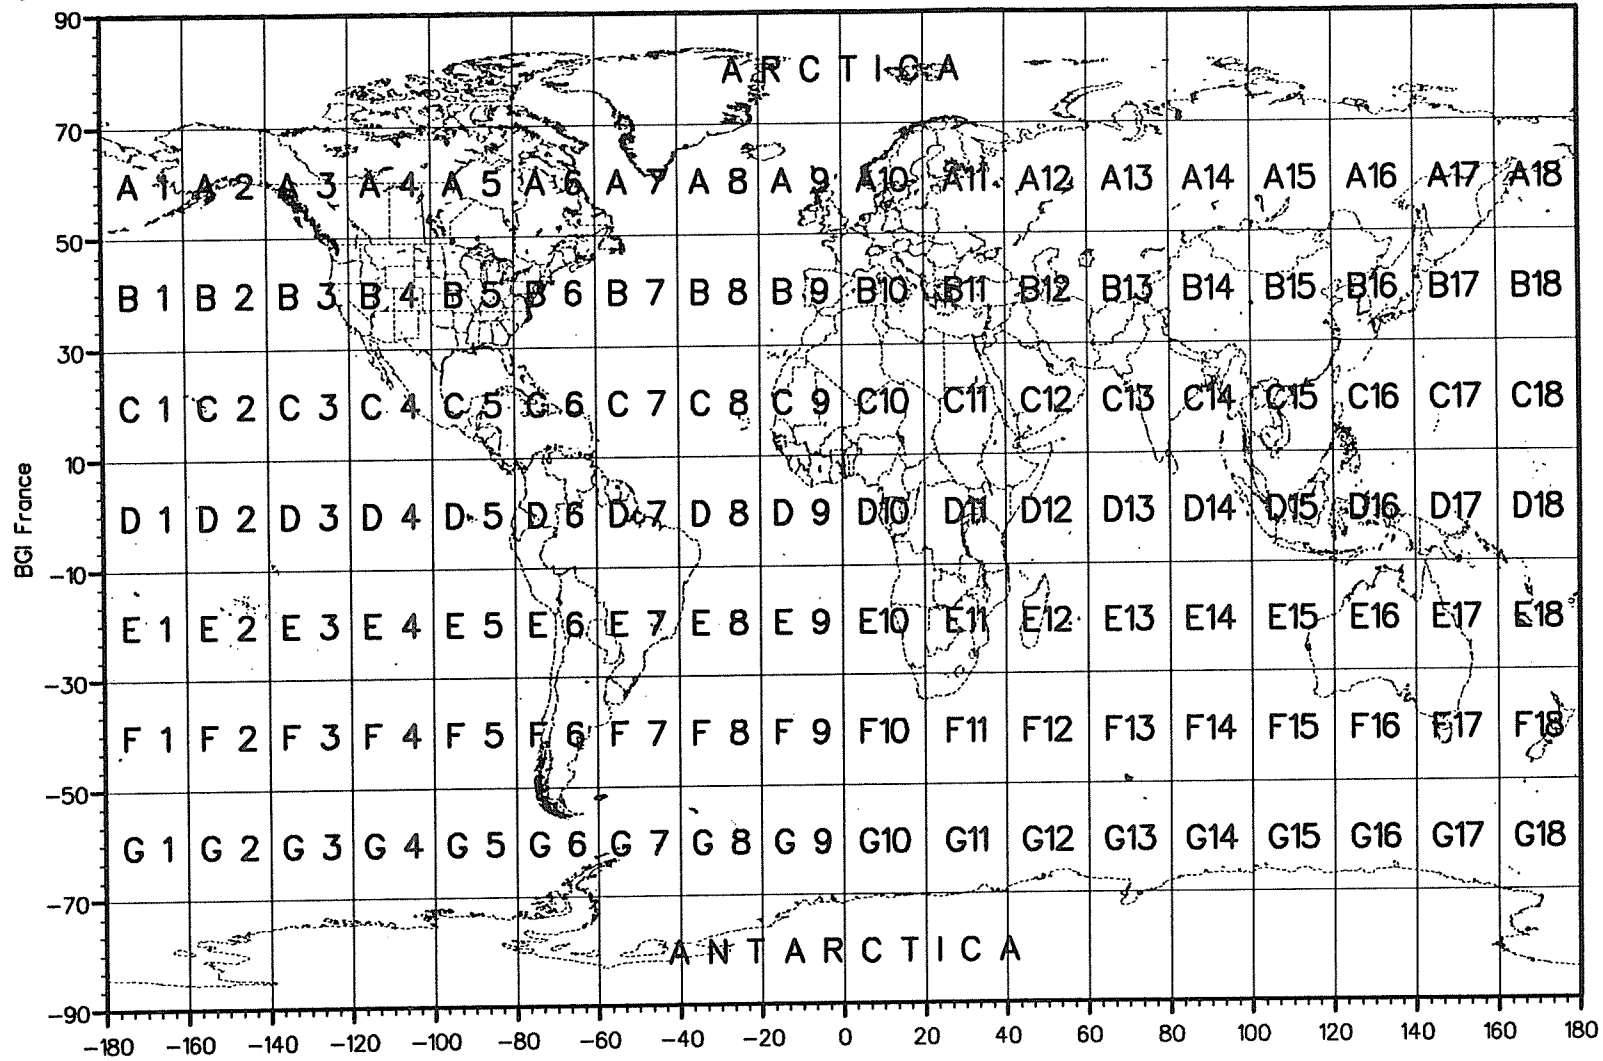 90
ARCTICA
70
A 1 A 2 A 3 A 4 A 5 A 6 A 7 A 8 A 9 A10 A11 A12 A13 A14 A15 A16 A17 A18
50
B 1 B 2 B 3 B 4 B 5 B 6 B 7 B 8 B 9 B10 B11 B12 B13 B14 B15 B16 B17 B18
30
C 1 C 2 C 3 C 4 C 5 C 6 C 7 C 8 C 9 C10 C11 C12 C13 C14 C15 C16 C17 C18
10
BGI France
D 1 D 2 D 3 D 4 D 5 D 6 D 7 D 8 D 9 D10 D11 D12 D13 D14 D15 D16 D17 D18
-10
E 1 E 2 E 3 E 4 E 5 E 6 E 7 E 8 E 9 E10 E11 E12 E13 E14 E15 E16 E17 E18
-30
F 1 F 2 F 3 F 4 F 5 F 6 F 7 F 8 F 9 F10 F11 F12 F13 F14 F15 F16 F17 F18
-50
G 1 G 2 G 3 G 4 G 5 G 6 G 7 G 8 G 9 G10 G11 G12 G13 G14 G15 G16 G17 G18
-70
ANTARCTICA
-90
-180 -160 -140 -120 -100 -80 -60 -40 -20 0 20 40 60 80 100 120 140 160 180